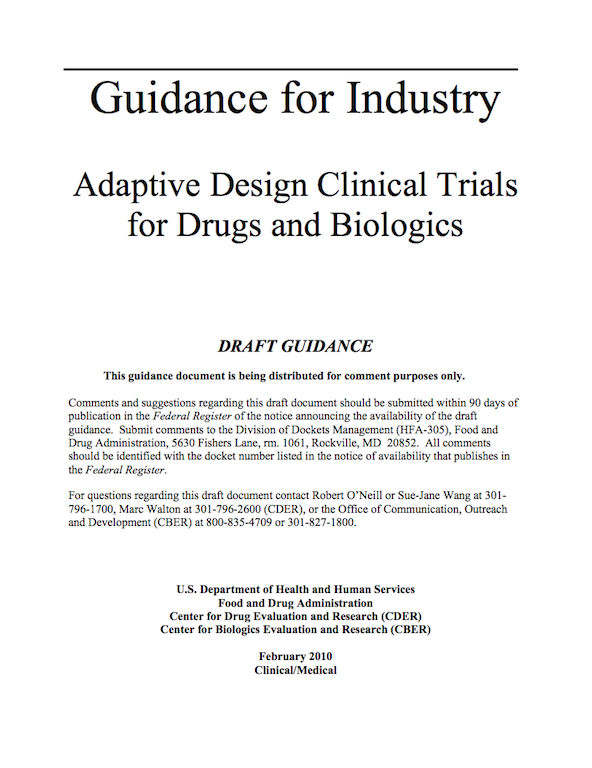 Guidance for Industry
Adaptive Design Clinical Trials
for Drugs and Biologics
DRAFT GUIDANCE
This guidance document is being distributed for comment purposes only.
Comments and suggestions regarding this draft document should be submitted within 90 days of
publication in the Federal Register of the notice announcing the availability of the draft
guidance.  Submit comments to the Division of Dockets Management (HFA-305), Food and
Drug Administration, 5630 Fishers Lane, rm. 1061, Rockville, MD  20852.  All comments
should be identified with the docket number listed in the notice of availability that publishes in
the Federal Register.
For questions regarding this draft document contact Robert O’Neill or Sue-Jane Wang at 301-
796-1700, Marc Walton at 301-796-2600 (CDER), or the Office of Communication, Outreach
and Development (CBER) at 800-835-4709 or 301-827-1800.
U.S. Department of Health and Human Services
Food and Drug Administration
Center for Drug Evaluation and Research (CDER)
Center for Biologics Evaluation and Research (CBER)
February 2010
Clinical/Medical